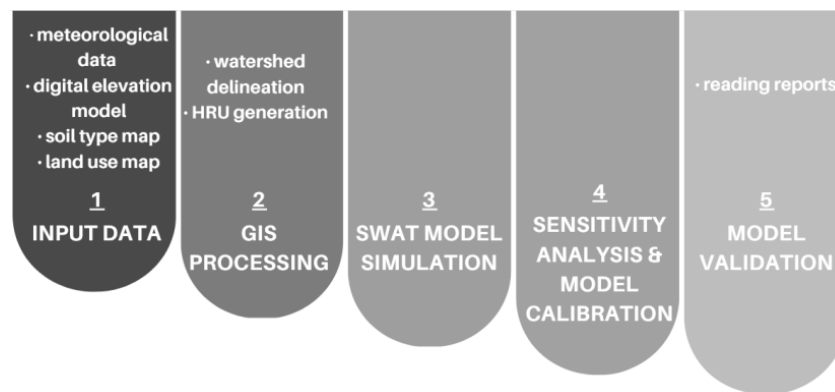 · meteorological
data
· digital elevation
model
· soil type map
· land use map
1
INPUT DATA
· watershed
delineation
· HRU generation
2
GIS
PROCESSING
3
SWAT MODEL
SIMULATION
4
SENSITIVITY
ANALYSIS &
MODEL
CALIBRATION
· reading reports
5
MODEL
VALIDATION